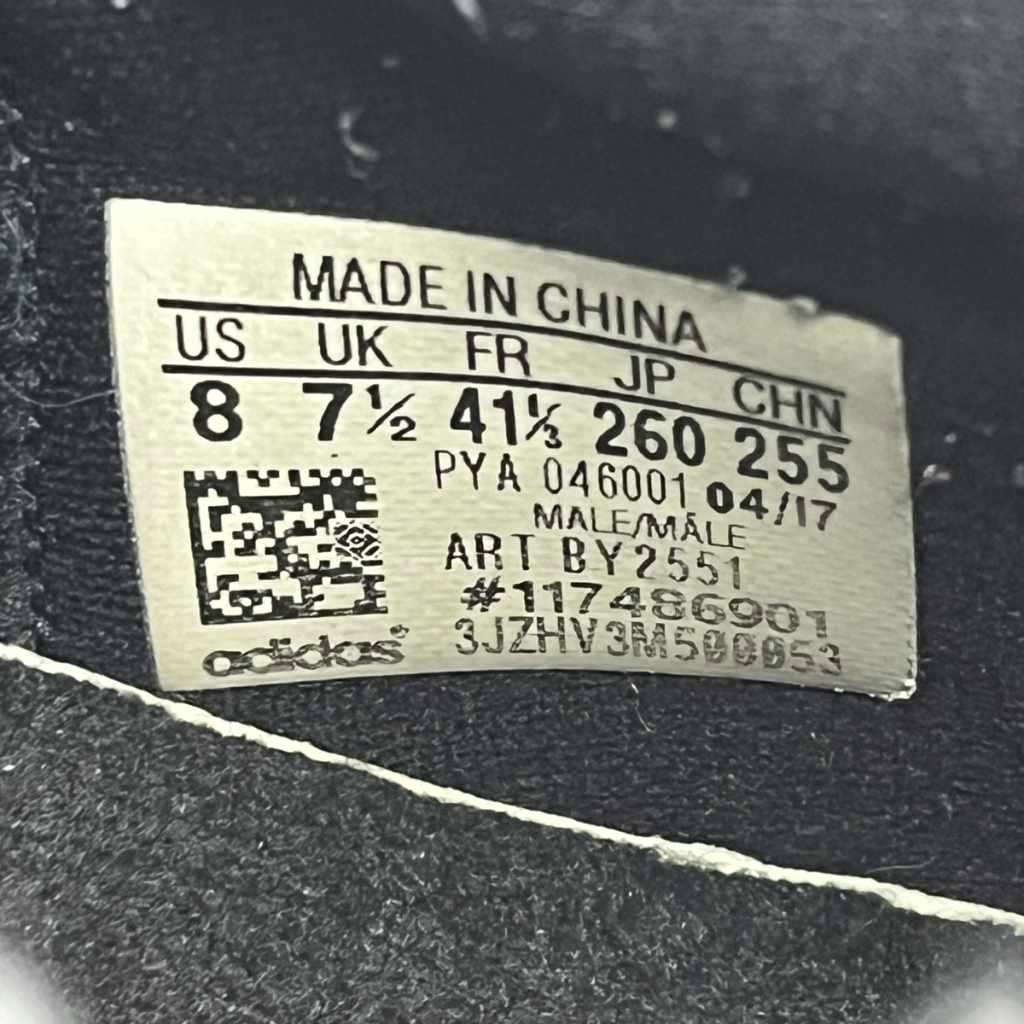 MADE IN CHINA
US UK FR JP CHN
8 7½ 41⅓ 260 255
PYA 046001 04/17
MALE/MÂLE
ART BY2551
#117486901
3JZHV3M500053
adidas